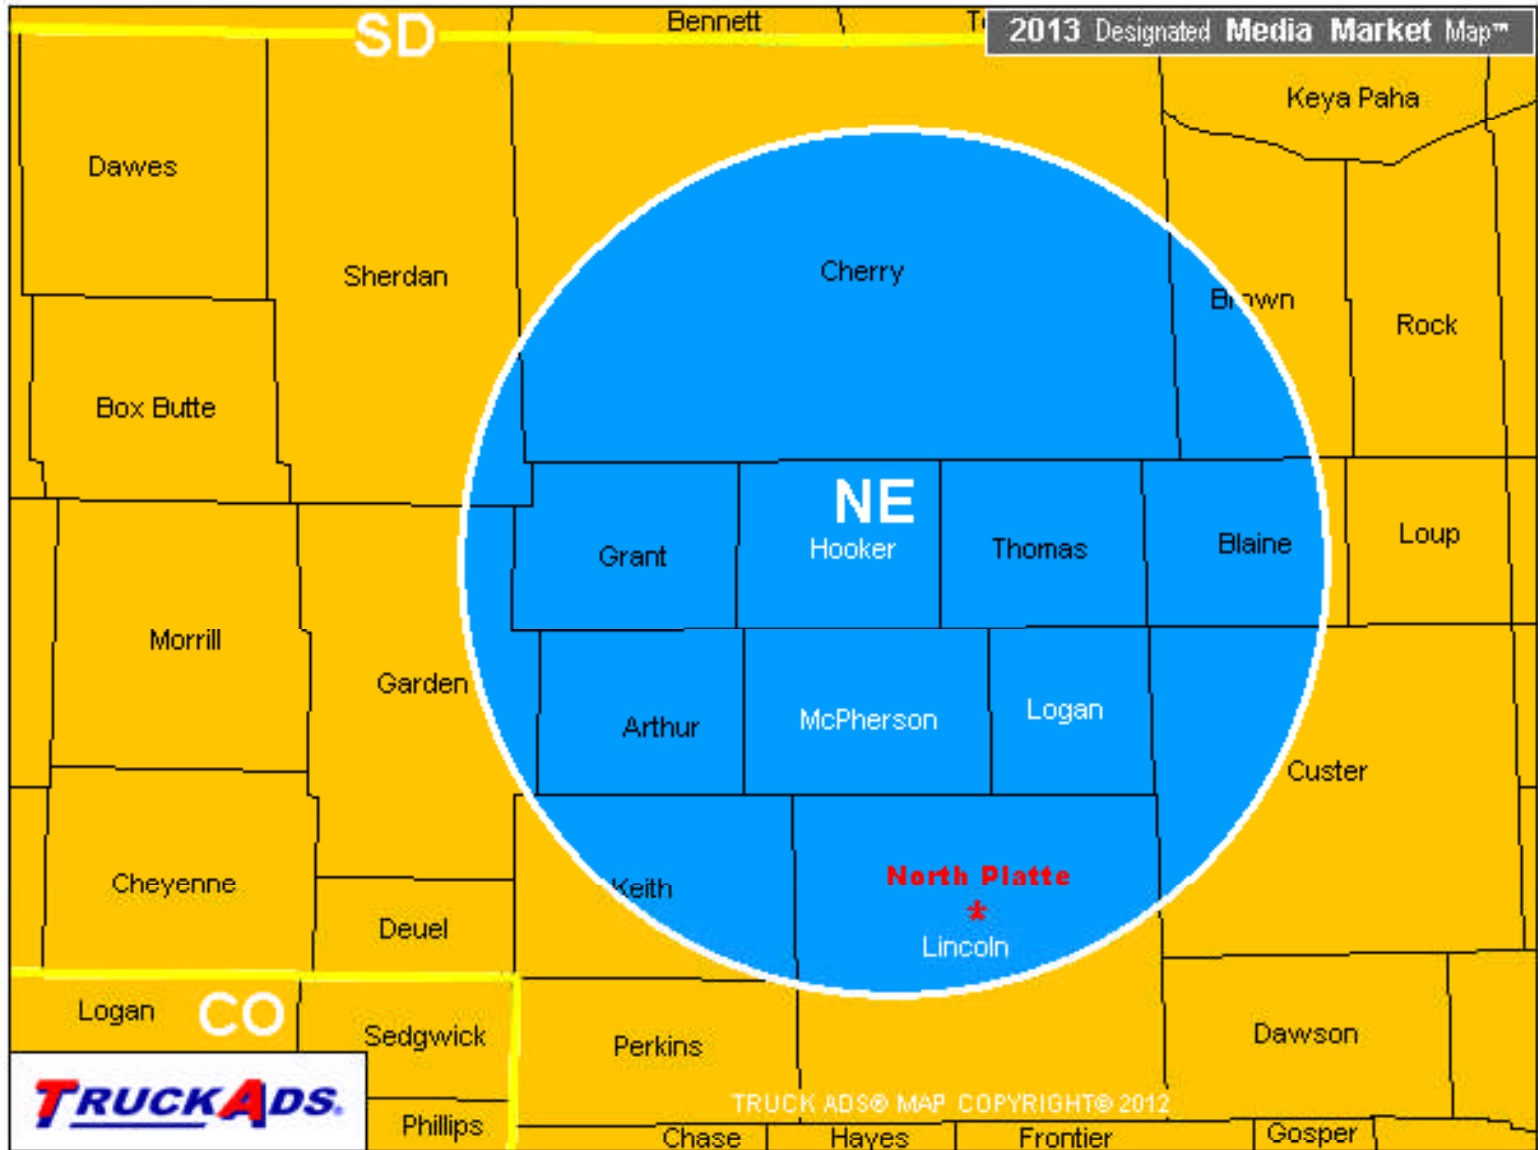 SD
Bennett
2013 Designated Media Market Map™
Keya Paha
Dawes
Sherdan
Cherry
Brown
Rock
Box Butte
NE
Grant
Hooker
Thomas
Blaine
Loup
Morrill
Garden
Arthur
McPherson
Logan
Custer
North Platte
*
Cheyenne
Keith
Deuel
Lincoln
Logan
CO
Sedgwick
Perkins
Dawson
TRUCKADS.
TRUCK ADS® MAP COPYRIGHT© 2012
Phillips
Chase
Hayes
Frontier
Gosper